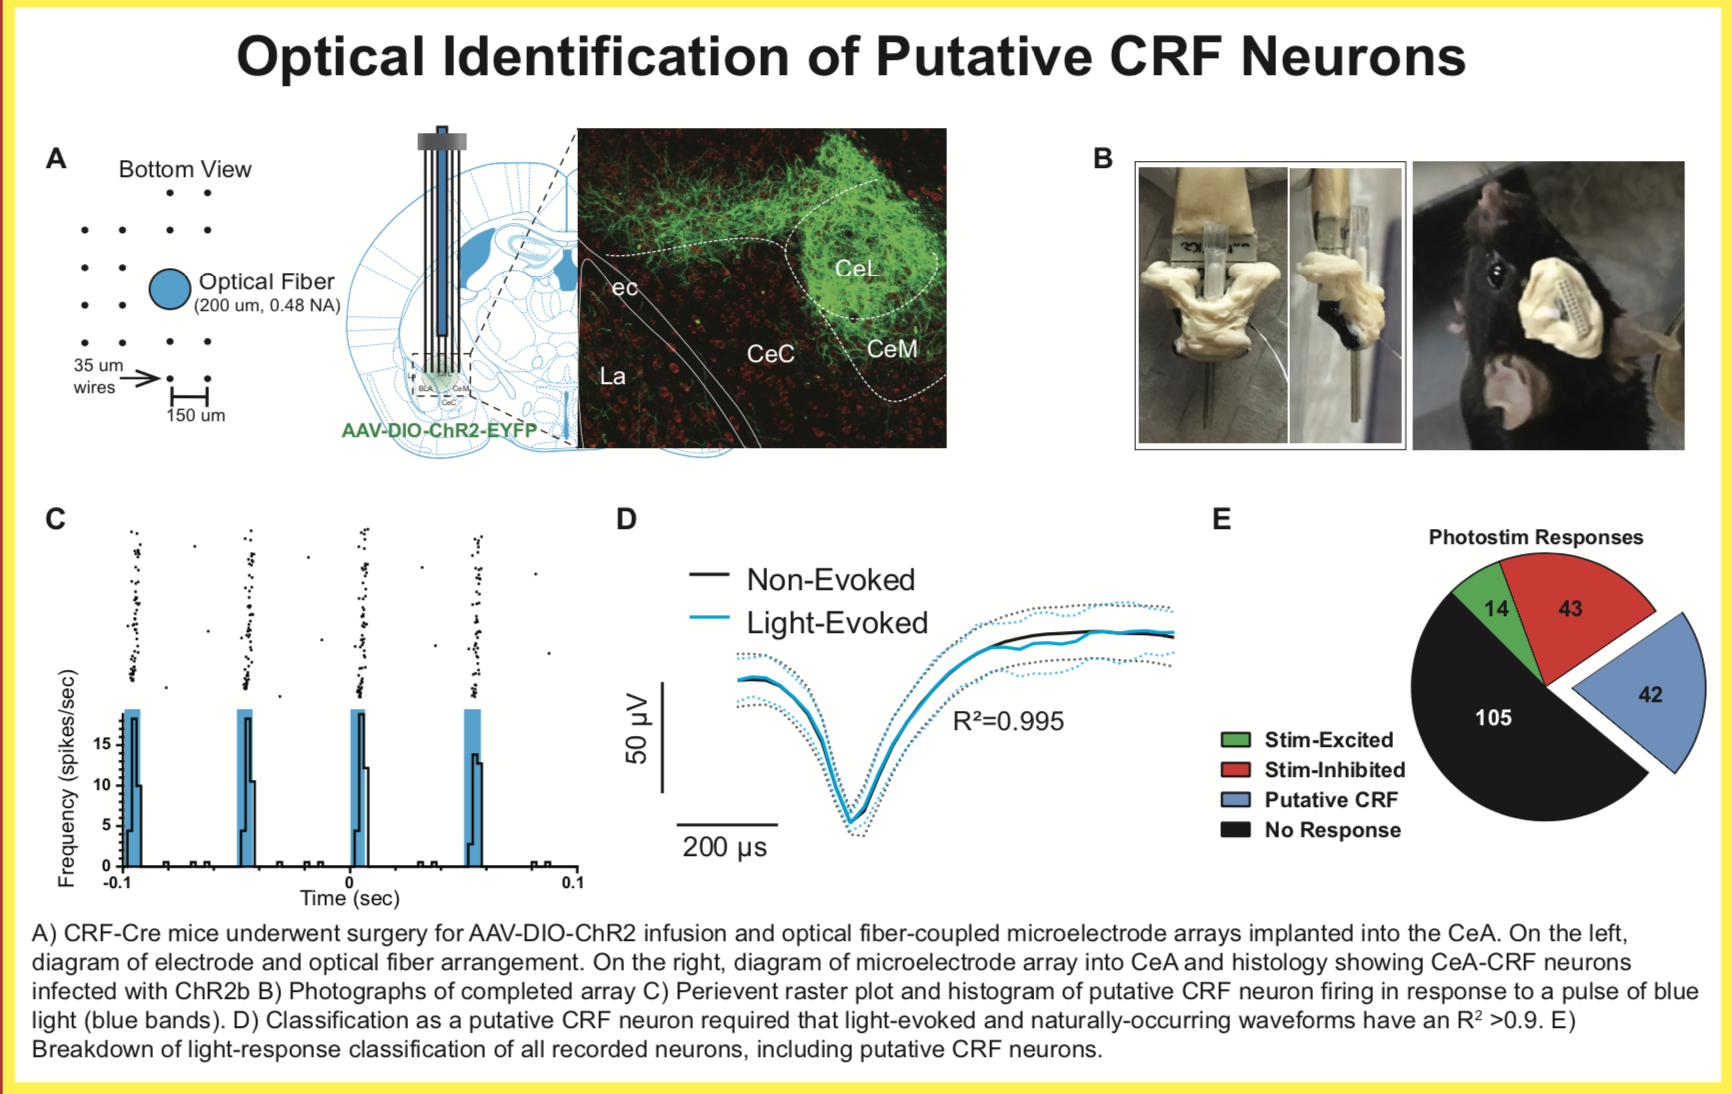 Optical Identification of Putative CRF Neurons
A
Bottom View
Optical Fiber
(200 um, 0.48 NA)
35 um
wires
150 um
BLA
CeM
CeC
AAV-DIO-ChR2-EYFP
ec
La
CeC
CeL
CeM
B
C
Frequency (spikes/sec)
15
10
5
0
-0.1
0
0.1
Time (sec)
D
Non-Evoked
Light-Evoked
50 µV
R²=0.995
200 µs
E
Photostim Responses
14
43
42
105
Stim-Excited
Stim-Inhibited
Putative CRF
No Response
A) CRF-Cre mice underwent surgery for AAV-DIO-ChR2 infusion and optical fiber-coupled microelectrode arrays implanted into the CeA. On the left,
diagram of electrode and optical fiber arrangement. On the right, diagram of microelectrode array into CeA and histology showing CeA-CRF neurons
infected with ChR2b B) Photographs of completed array C) Perievent raster plot and histogram of putative CRF neuron firing in response to a pulse of blue
light (blue bands). D) Classification as a putative CRF neuron required that light-evoked and naturally-occurring waveforms have an R² >0.9. E)
Breakdown of light-response classification of all recorded neurons, including putative CRF neurons.